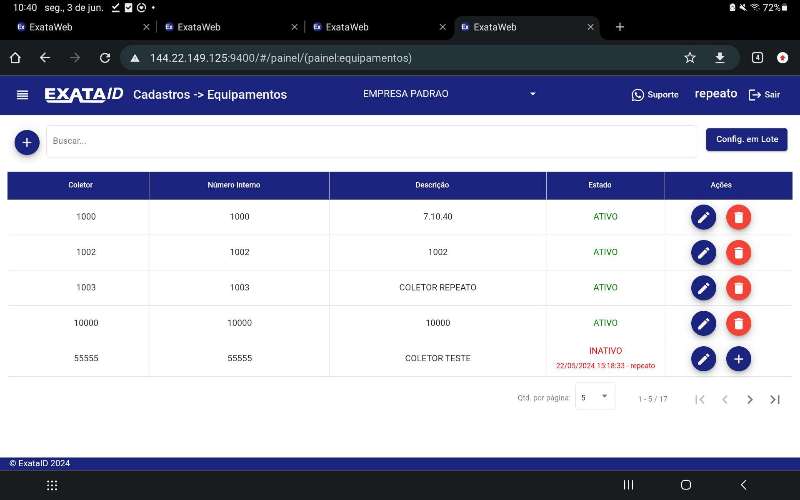 10:40 seg., 3 de jun. 72%
ExataWeb ExataWeb ExataWeb ExataWeb
144.22.149.125:9400/#/painel/(painel:equipamentos) 4
EXATAID Cadastros -> Equipamentos EMPRESA PADRAO Suporte repeato Sair
Buscar... Config. em Lote
Coletor Número Interno Descrição Estado Ações
1000 1000 7.10.40 ATIVO
1002 1002 1002 ATIVO
1003 1003 COLETOR REPEATO ATIVO
10000 10000 10000 ATIVO
55555 55555 COLETOR TESTE INATIVO
22/05/2024 15:18:33 - repeato
Qtd. por página: 5 1 - 5 / 17
© ExataID 2024